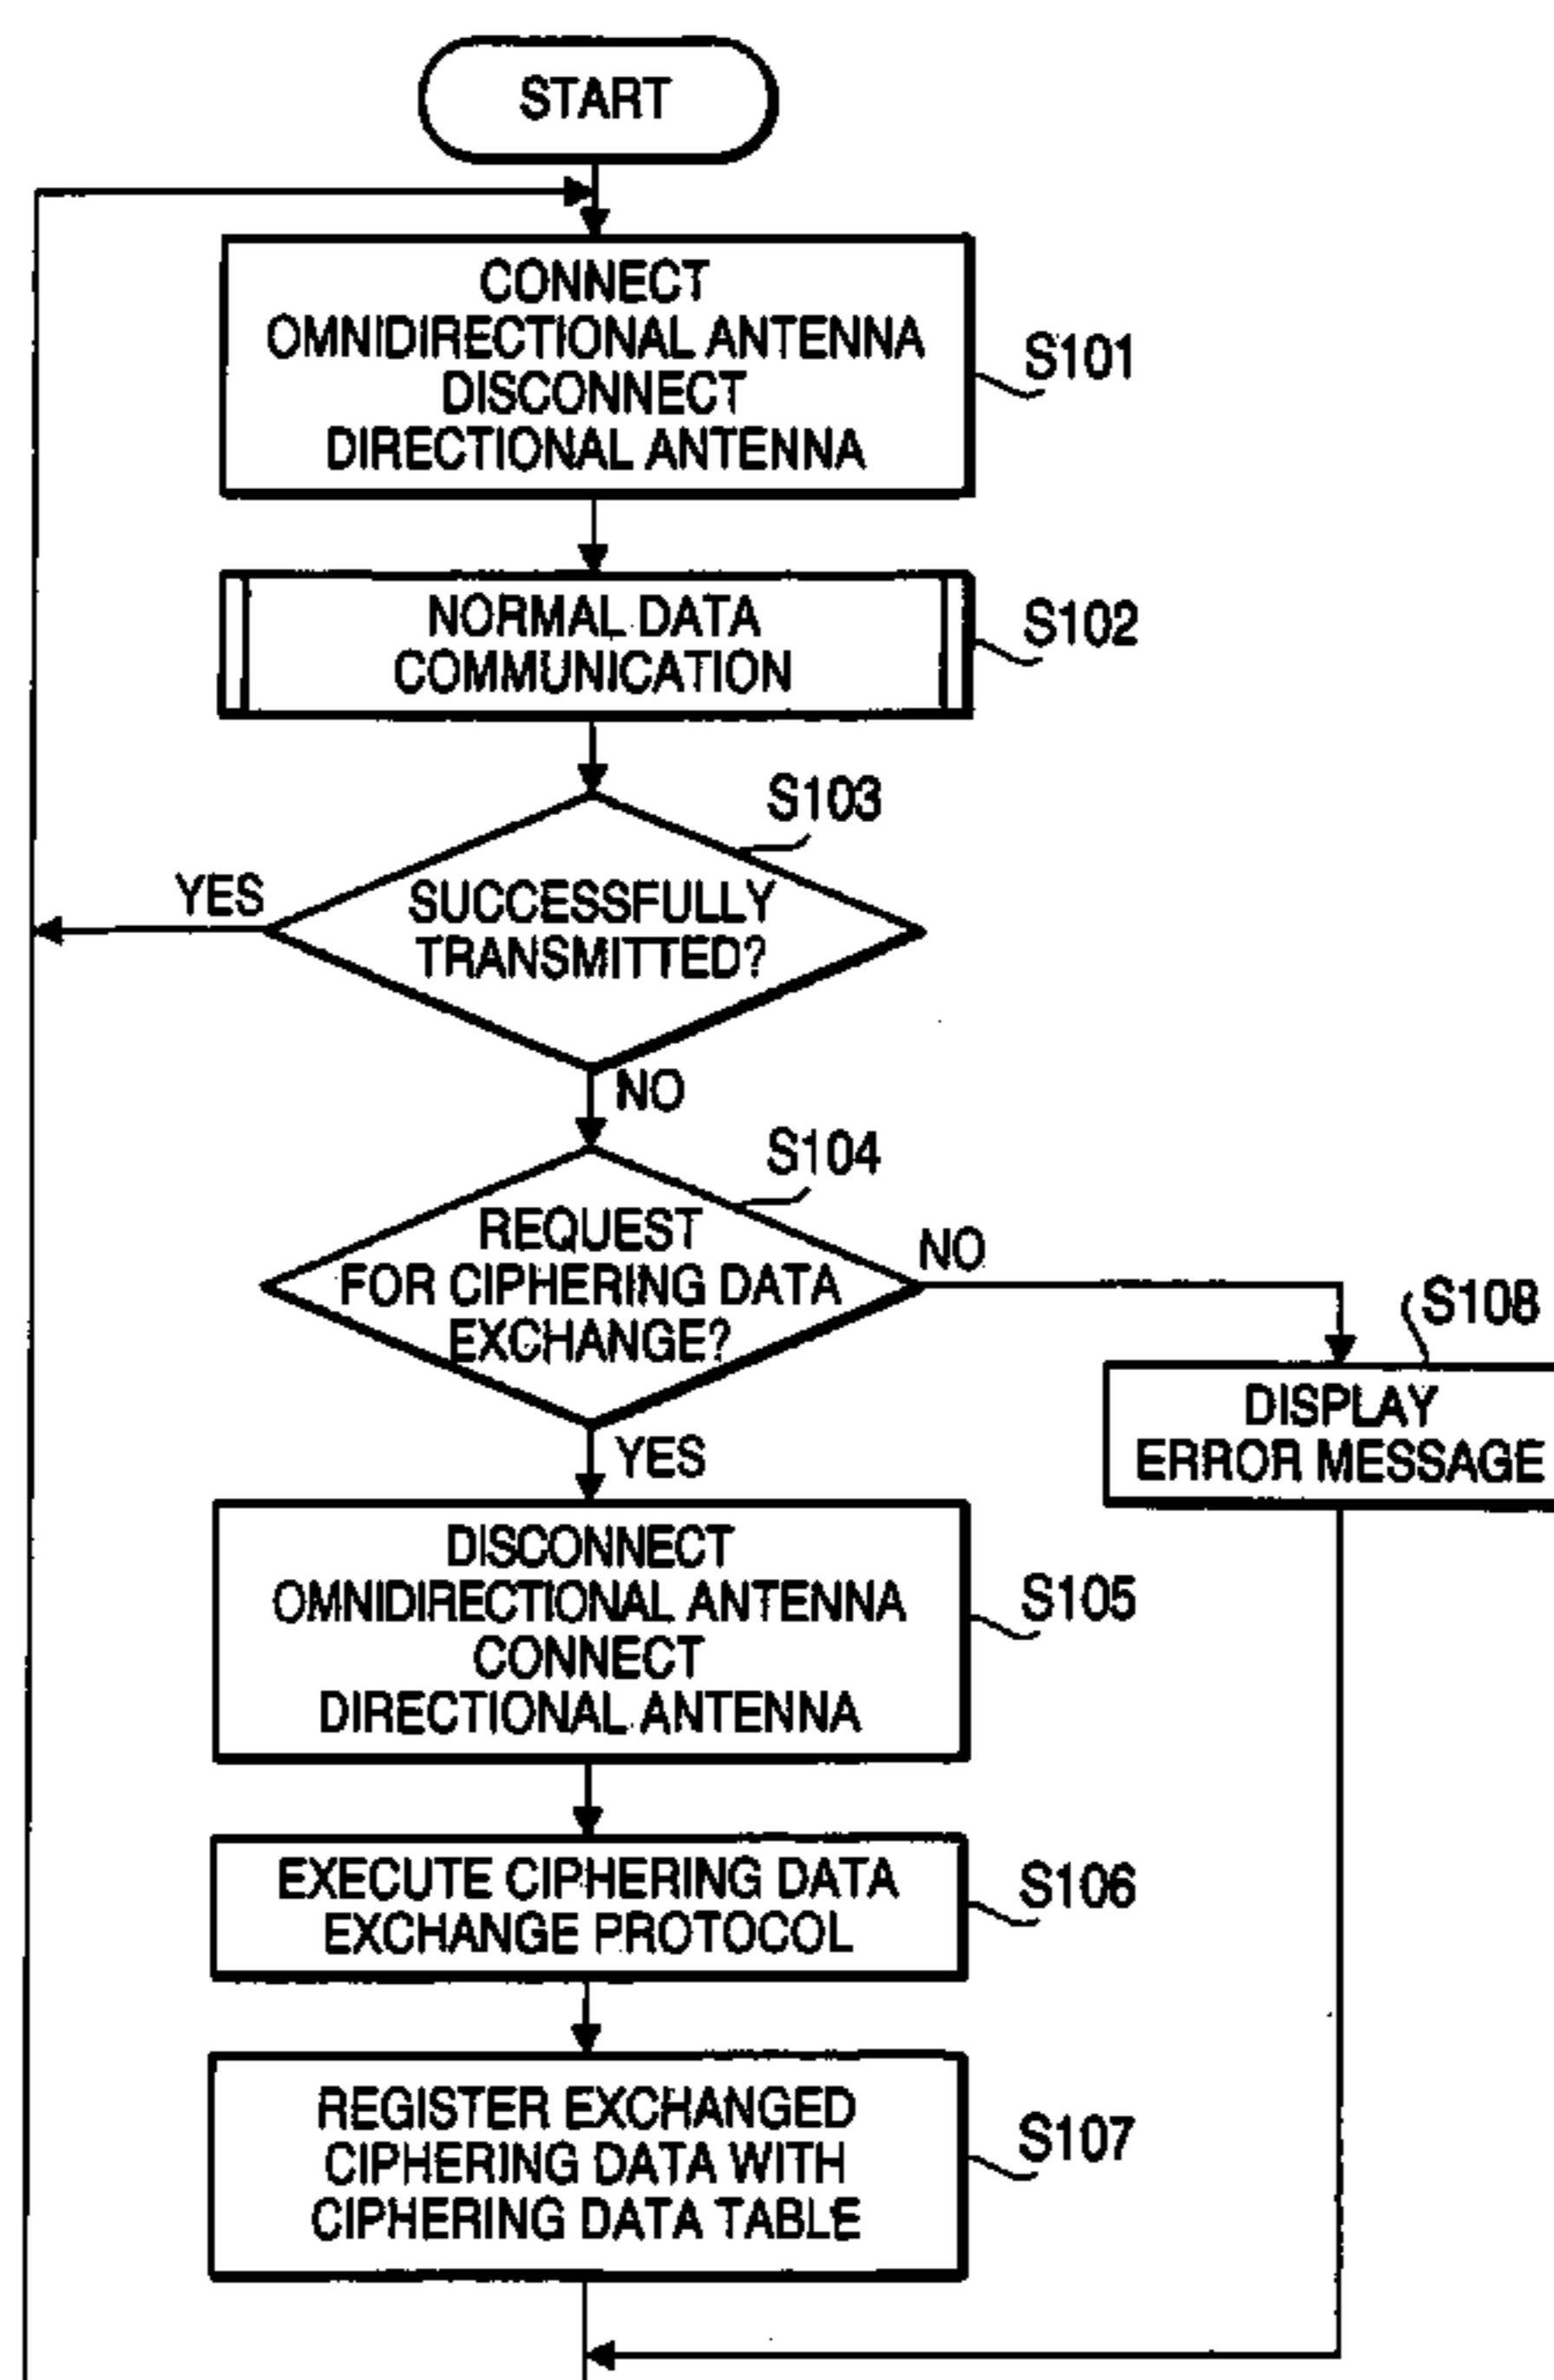 START
CONNECT
OMNIDIRECTIONAL ANTENNA
DISCONNECT
DIRECTIONAL ANTENNA
S101
NORMAL DATA
COMMUNICATION
S102
S103
YES
SUCCESSFULLY
TRANSMITTED?
NO
S104
REQUEST
FOR CIPHERING DATA
EXCHANGE?
NO
S108
DISPLAY
ERROR MESSAGE
YES
DISCONNECT
OMNIDIRECTIONAL ANTENNA
CONNECT
DIRECTIONAL ANTENNA
S105
EXECUTE CIPHERING DATA
EXCHANGE PROTOCOL
S106
REGISTER EXCHANGED
CIPHERING DATA WITH
CIPHERING DATA TABLE
S107